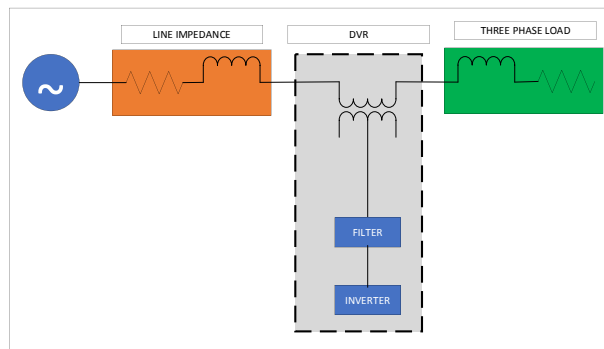 LINE IMPEDANCE
DVR
THREE PHASE LOAD
FILTER
INVERTER